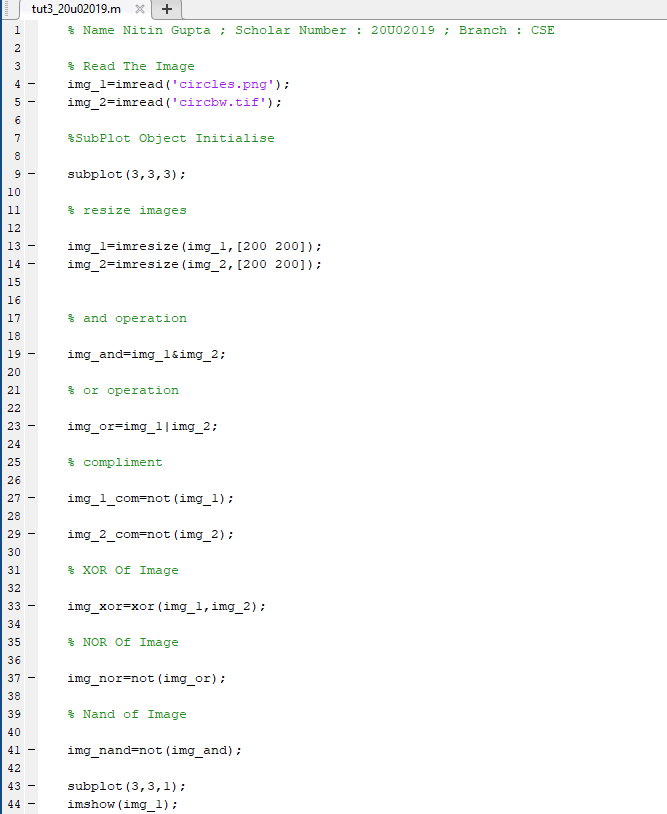 tut3_20u02019.m × +
1 % Name Nitin Gupta ; Scholar Number : 20U02019 ; Branch : CSE
2
3 % Read The Image
4 – img_1=imread('circles.png');
5 – img_2=imread('circbw.tif');
6
7 %SubPlot Object Initialise
8
9 – subplot(3,3,3);
10
11 % resize images
12
13 – img_1=imresize(img_1,[200 200]);
14 – img_2=imresize(img_2,[200 200]);
15
16
17 % and operation
18
19 – img_and=img_1&img_2;
20
21 % or operation
22
23 – img_or=img_1|img_2;
24
25 % compliment
26
27 – img_1_com=not(img_1);
28
29 – img_2_com=not(img_2);
30
31 % XOR Of Image
32
33 – img_xor=xor(img_1,img_2);
34
35 % NOR Of Image
36
37 – img_nor=not(img_or);
38
39 % Nand of Image
40
41 – img_nand=not(img_and);
42
43 – subplot(3,3,1);
44 – imshow(img_1);